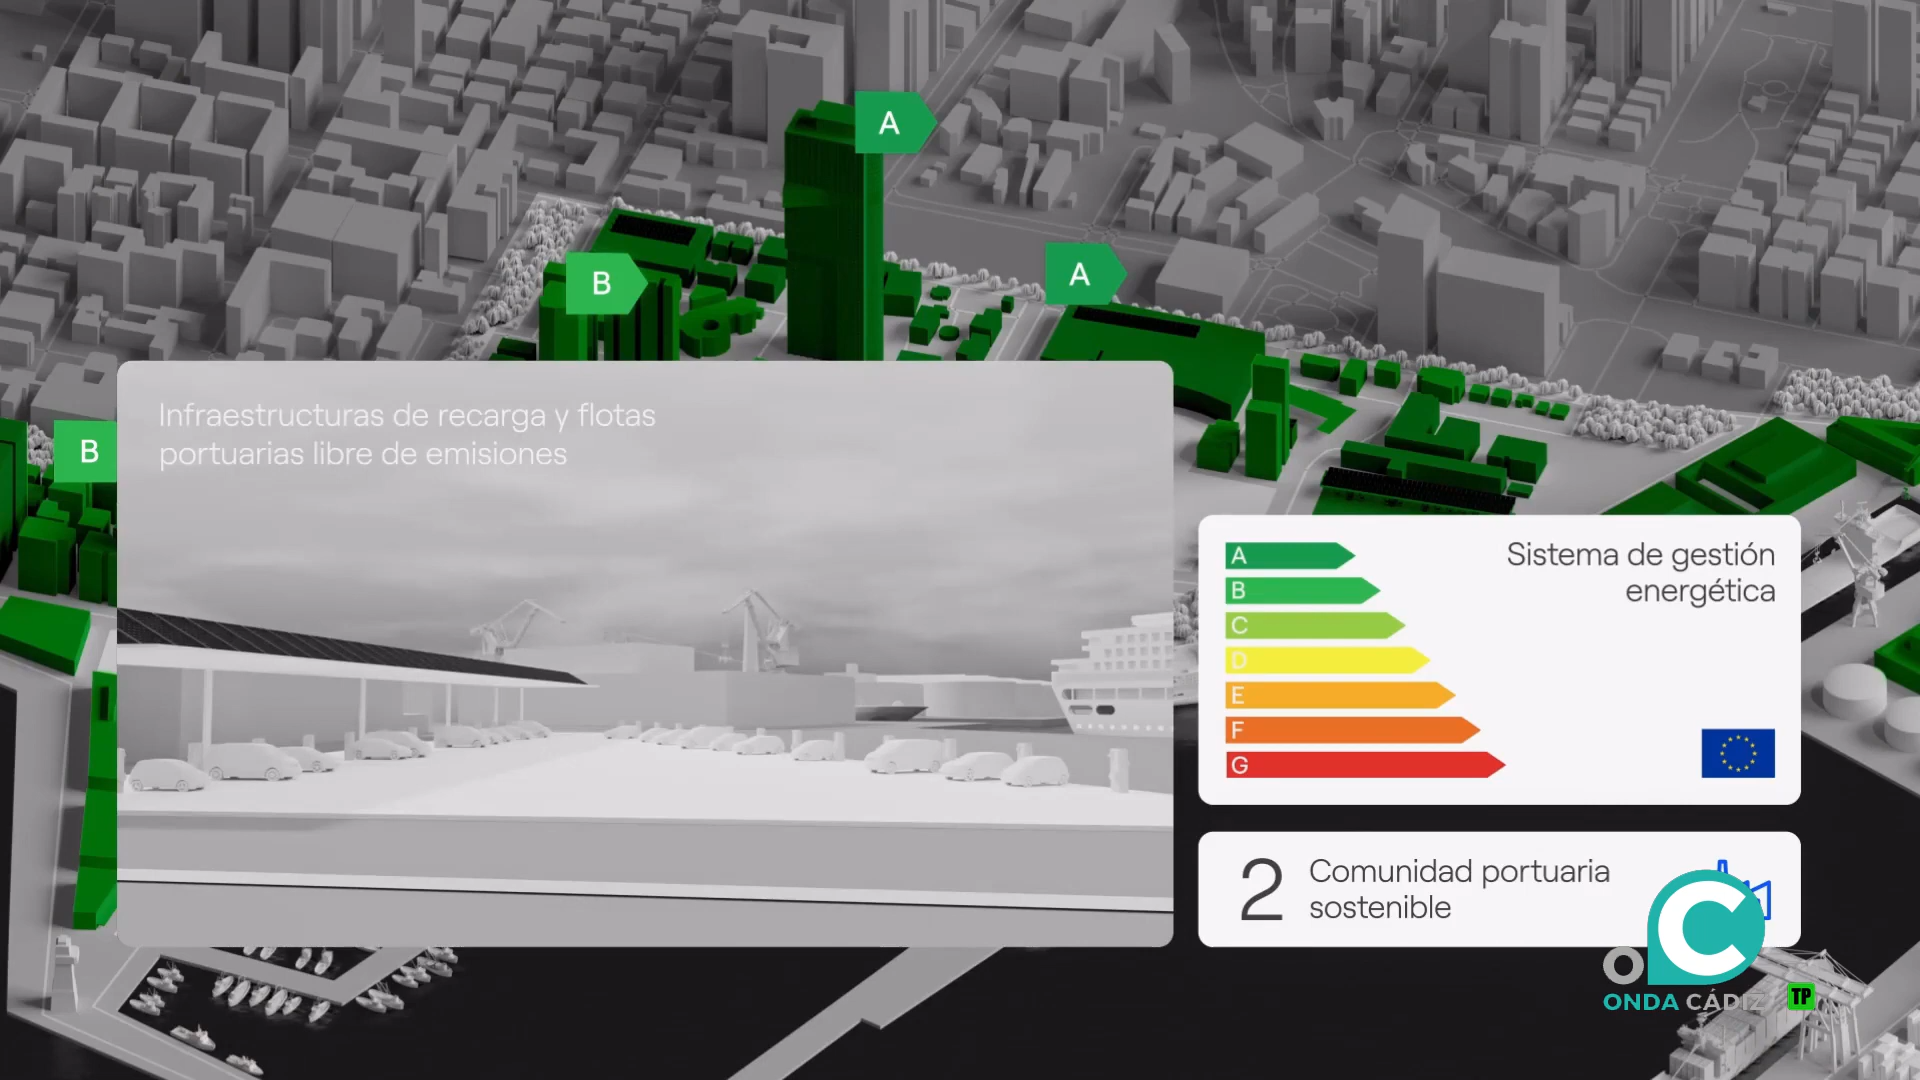 A
A
B
B
Infraestructuras de recarga y flotas
portuarias libre de emisiones
A
B
C
D
E
F
G
Sistema de gestión
energética
2
Comunidad portuaria
sostenible
O C
ONDA CÁDIZ
TP